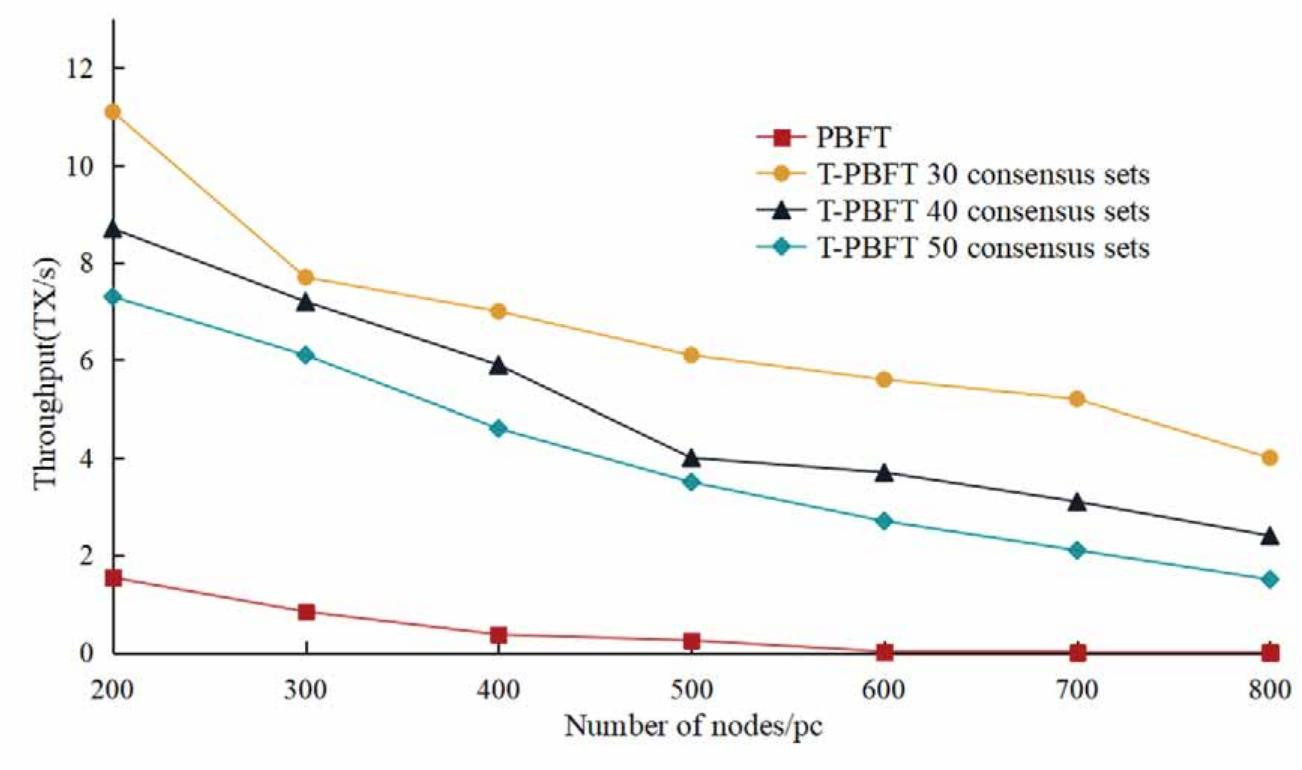 12
10
8
6
4
2
0
Throughput(TX/s)
PBFT
T-PBFT 30 consensus sets
T-PBFT 40 consensus sets
T-PBFT 50 consensus sets
200 300 400 500 600 700 800
Number of nodes/pc